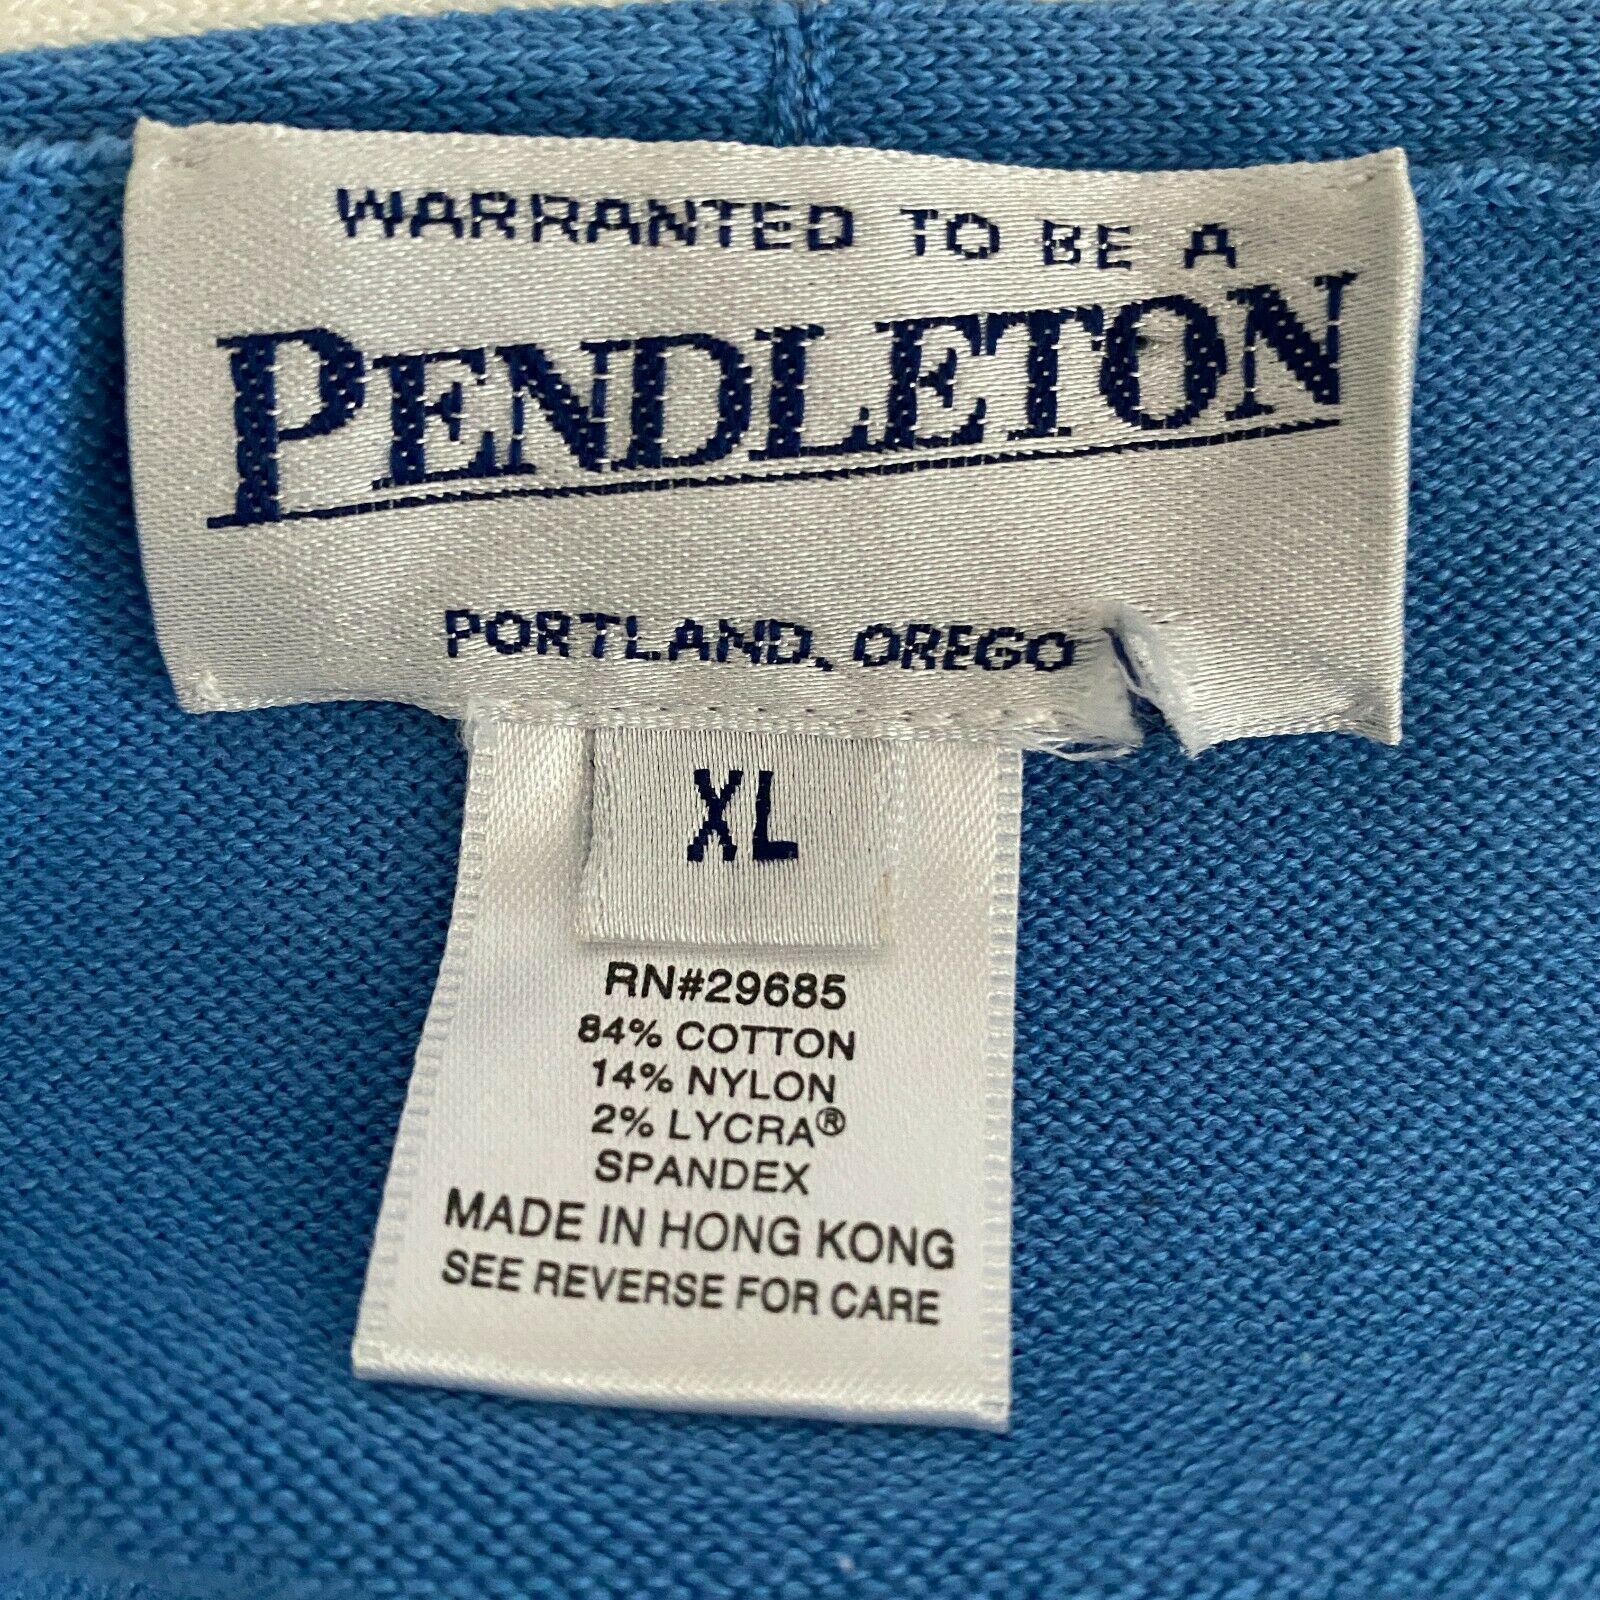 WARRANTED TO BE A
PENDLETON
PORTLAND, OREGO
XL
RN#29685
84% COTTON
14% NYLON
2% LYCRA®
SPANDEX
MADE IN HONG KONG
SEE REVERSE FOR CARE